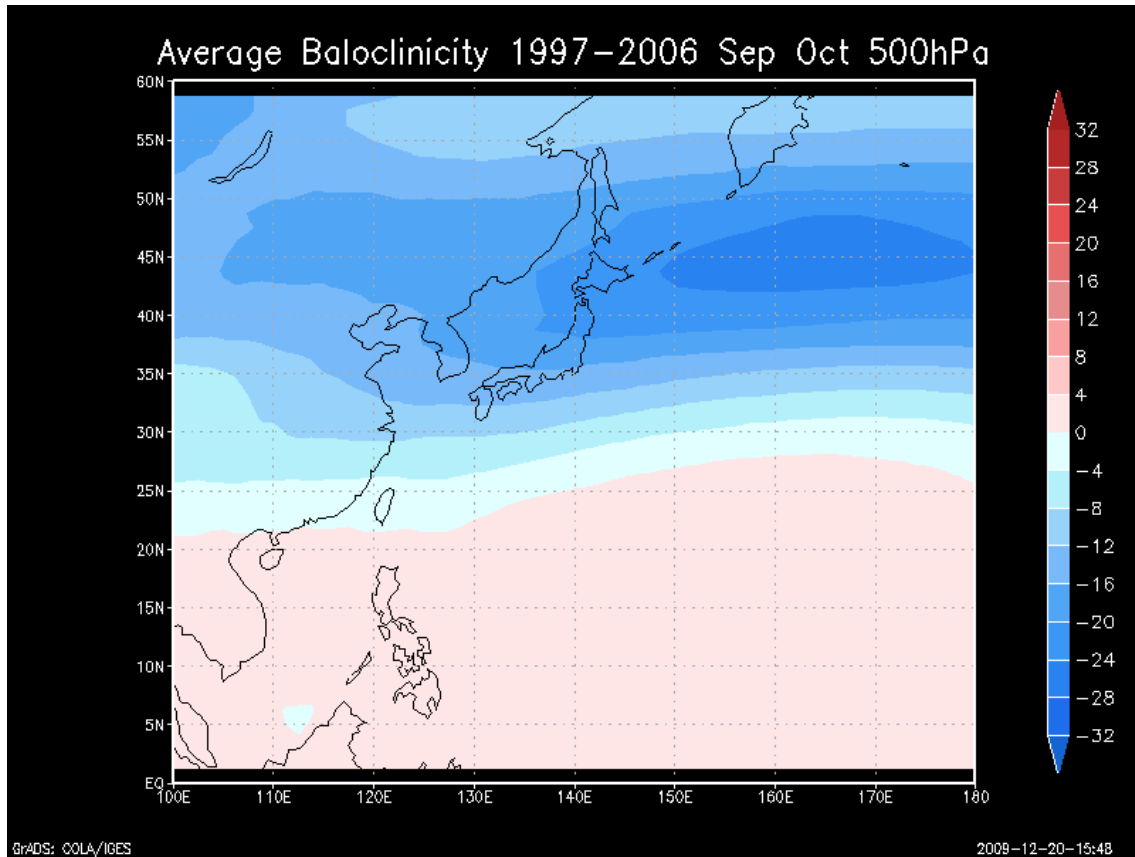 Average Baloclinicity 1997-2006 Sep Oct 500hPa
60N
55N
50N
45N
40N
35N
30N
25N
20N
15N
10N
5N
EQ
100E 110E 120E 130E 140E 150E 160E 170E 180
32
28
24
20
16
12
8
4
0
-4
-8
-12
-16
-20
-24
-28
-32
GrADS: COLA/IGES 2009-12-20-15:48